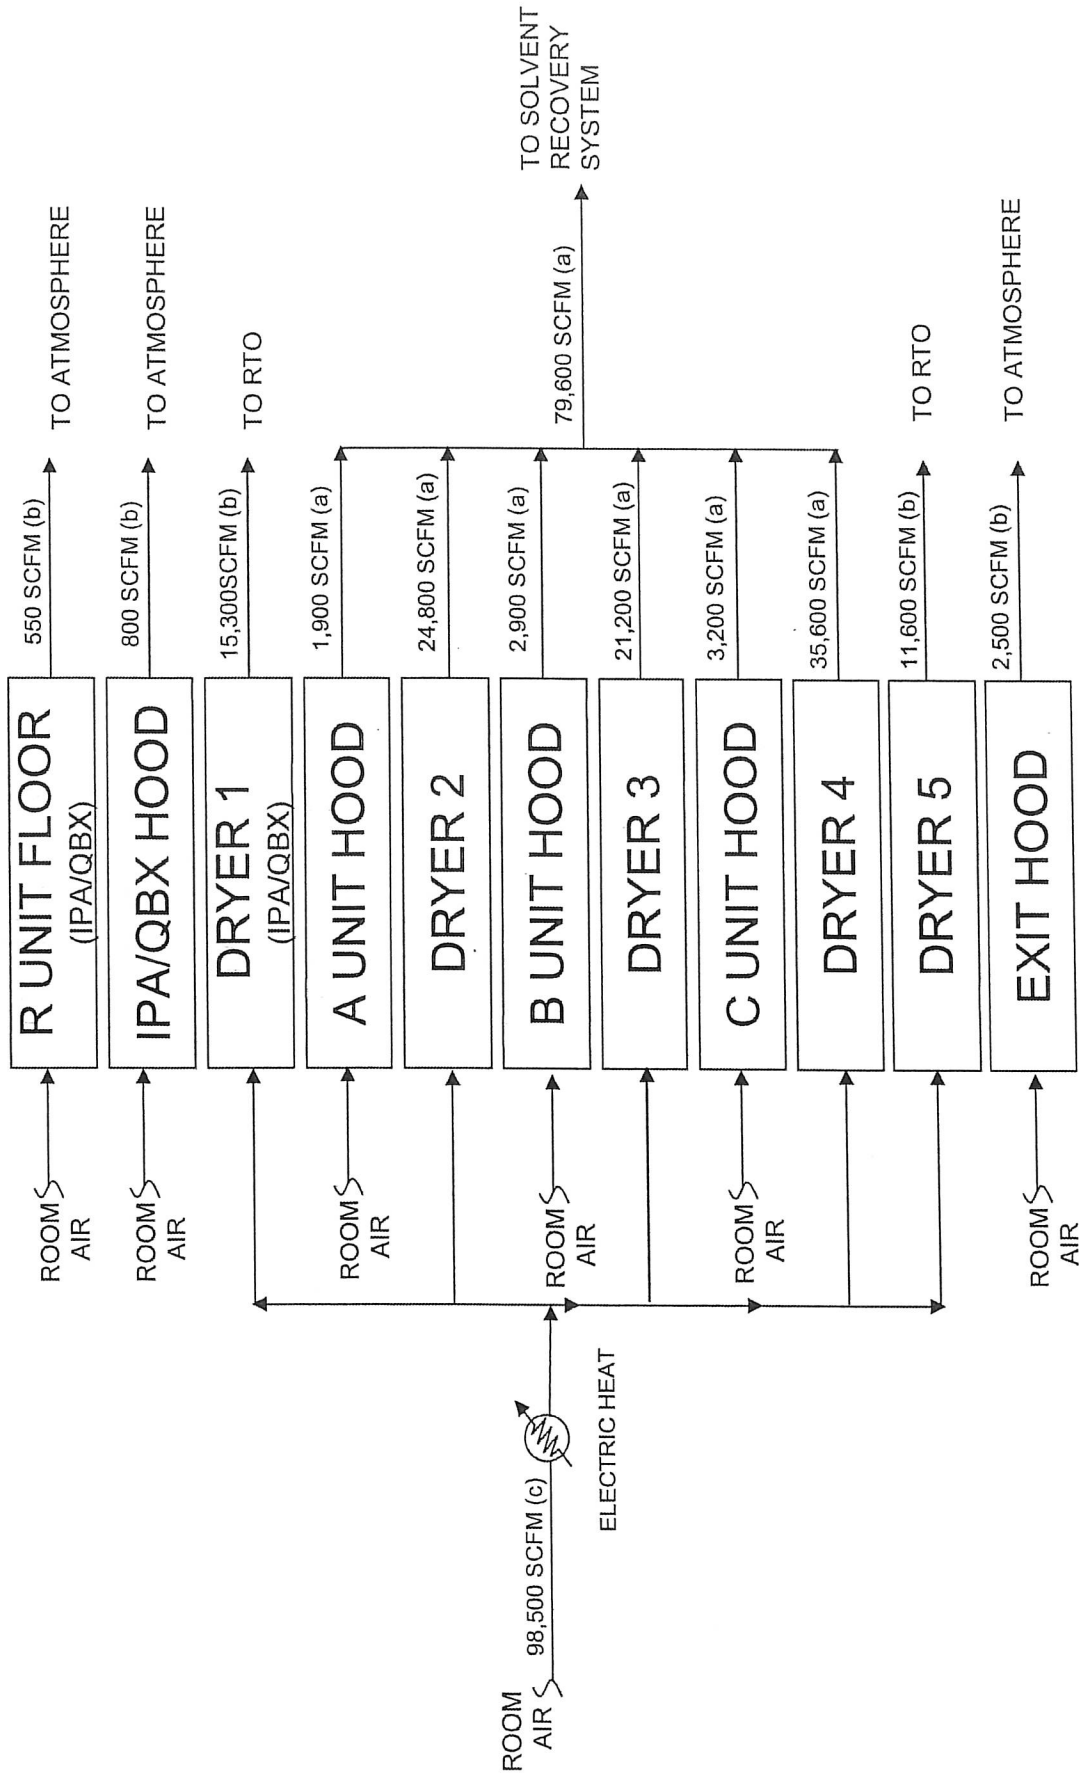 R UNIT FLOOR
(IPA/QBX)
IPA/QBX HOOD
DRYER 1
(IPA/QBX)
A UNIT HOOD
DRYER 2
B UNIT HOOD
DRYER 3
C UNIT HOOD
DRYER 4
DRYER 5
EXIT HOOD
550 SCFM (b)
TO ATMOSPHERE
800 SCFM (b)
TO ATMOSPHERE
15,300SCFM (b)
TO RTO
1,900 SCFM (a)
24,800 SCFM (a)
2,900 SCFM (a)
21,200 SCFM (a)
3,200 SCFM (a)
35,600 SCFM (a)
79,600 SCFM (a)
TO SOLVENT
RECOVERY
SYSTEM
11,600 SCFM (b)
TO RTO
2,500 SCFM (b)
TO ATMOSPHERE
ROOM
AIR
ROOM
AIR
ROOM
AIR
ROOM
AIR
ROOM
AIR
ROOM
AIR
ROOM
AIR
98,500 SCFM (c)
ELECTRIC HEAT